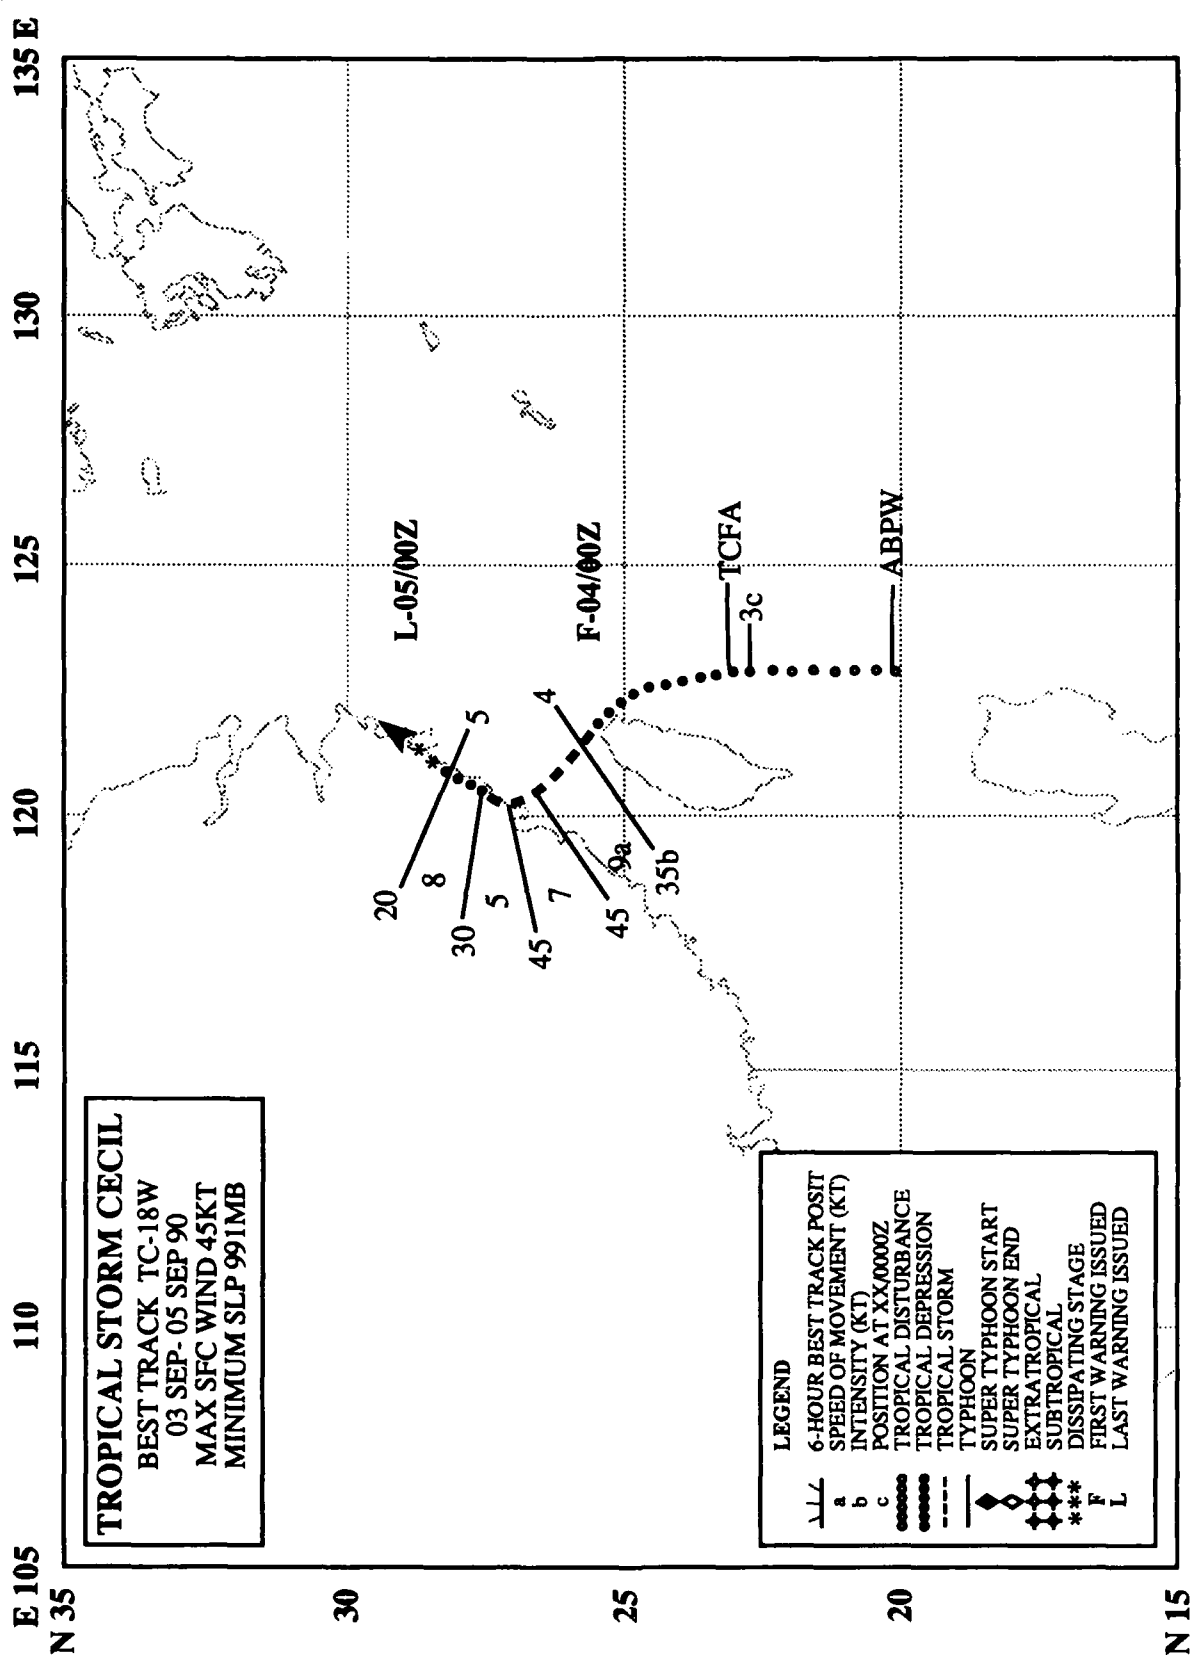 TROPICAL STORM CECIL
BEST TRACK TC-18W
03 SEP- 05 SEP 90
MAX SFC WIND 45KT
MINIMUM SLP 991MB
E 105
110
115
120
125
130
135 E
N 35
30
25
20
N 15
L-05/00Z
F-04/00Z
TCFA
3c
ABPW
5
4
20
8
30
5
45
7
45
9a
35b
LEGEND
6-HOUR BEST TRACK POSIT
a SPEED OF MOVEMENT (KT)
b INTENSITY (KT)
c POSITION AT XX/0000Z
TROPICAL DISTURBANCE
TROPICAL DEPRESSION
TROPICAL STORM
TYPHOON
SUPER TYPHOON START
SUPER TYPHOON END
EXTRATROPICAL
SUBTROPICAL
*** DISSIPATING STAGE
F FIRST WARNING ISSUED
L LAST WARNING ISSUED